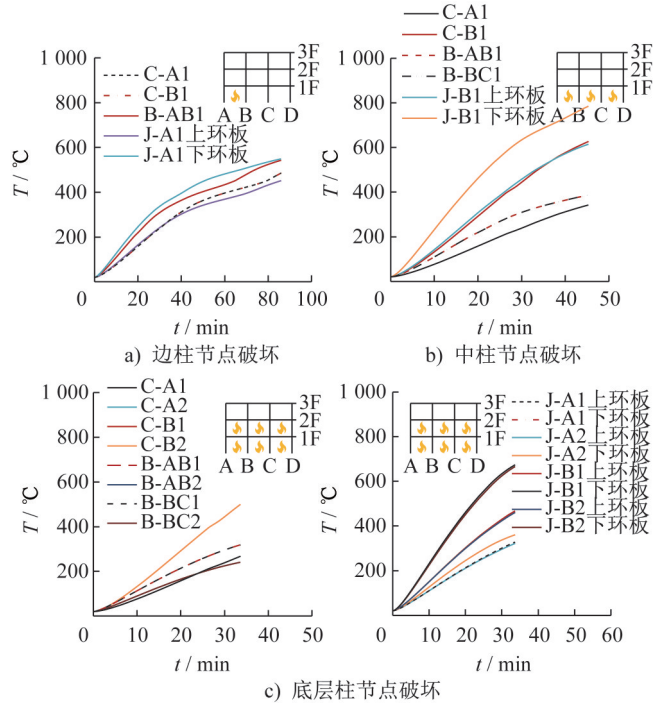 1 000
800
600
400
200
0
20
40
60
80
100
T / ℃
t / min
C-A1
C-B1
B-AB1
J-A1上环板
J-A1下环板
3F
2F
1F
A B C D
a) 边柱节点破坏
1 000
800
600
400
200
0
10
20
30
40
50
T / ℃
t / min
C-A1
C-B1
B-AB1
B-BC1
J-B1上环板
J-B1下环板
3F
2F
1F
A B C D
b) 中柱节点破坏
1 000
800
600
400
200
0
10
20
30
40
50
T / ℃
t / min
C-A1
C-A2
C-B1
C-B2
B-AB1
B-AB2
B-BC1
B-BC2
3F
2F
1F
A B C D
1 000
800
600
400
200
0
10
20
30
40
50
60
T / ℃
t / min
J-A1上环板
J-A1下环板
J-A2上环板
J-A2下环板
J-B1上环板
J-B1下环板
J-B2上环板
J-B2下环板
3F
2F
1F
A B C D
c) 底层柱节点破坏